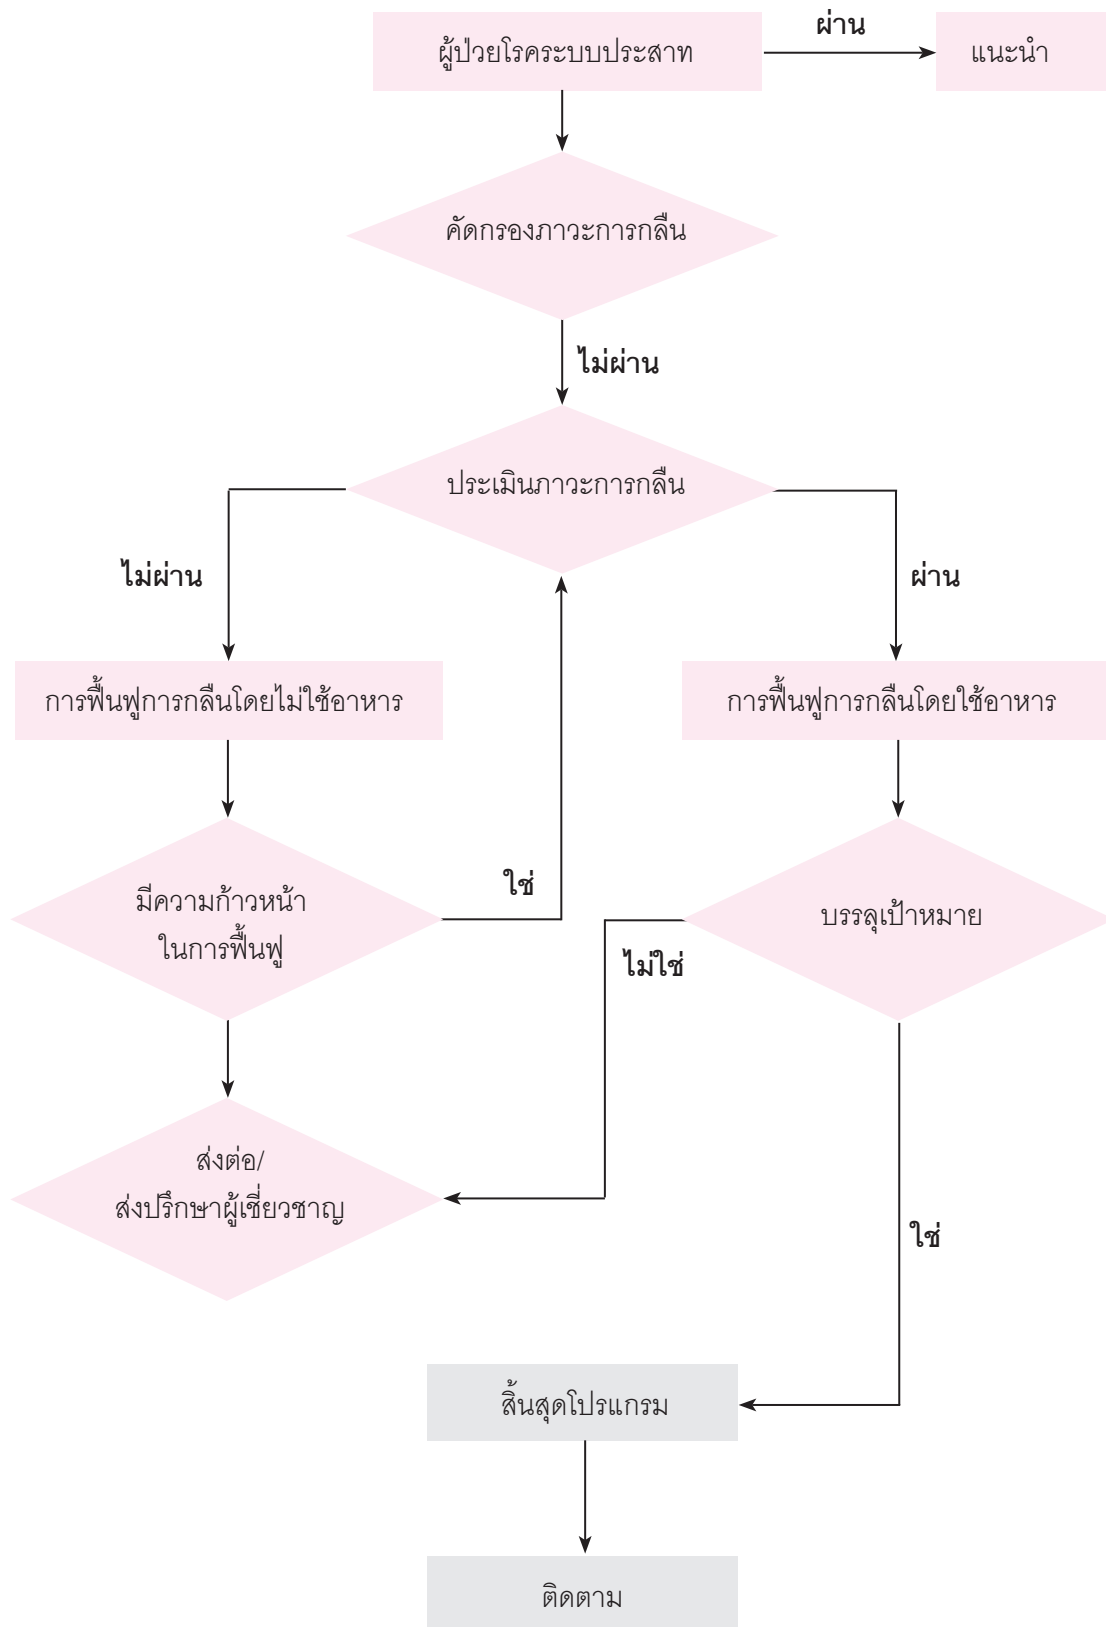 ผู้ป่วยโรคระบบประสาท
ผ่าน
แนะนำ
คัดกรองภาวะการกลืน
ไม่ผ่าน
ประเมินภาวะการกลืน
ไม่ผ่าน
ผ่าน
การฟื้นฟูการกลืนโดยไม่ใช้อาหาร
การฟื้นฟูการกลืนโดยใช้อาหาร
มีความก้าวหน้า
ในการฟื้นฟู
ใช่
บรรลุเป้าหมาย
ไม่ใช่
ส่งต่อ/
ส่งปรึกษาผู้เชี่ยวชาญ
ใช่
สิ้นสุดโปรแกรม
ติดตาม